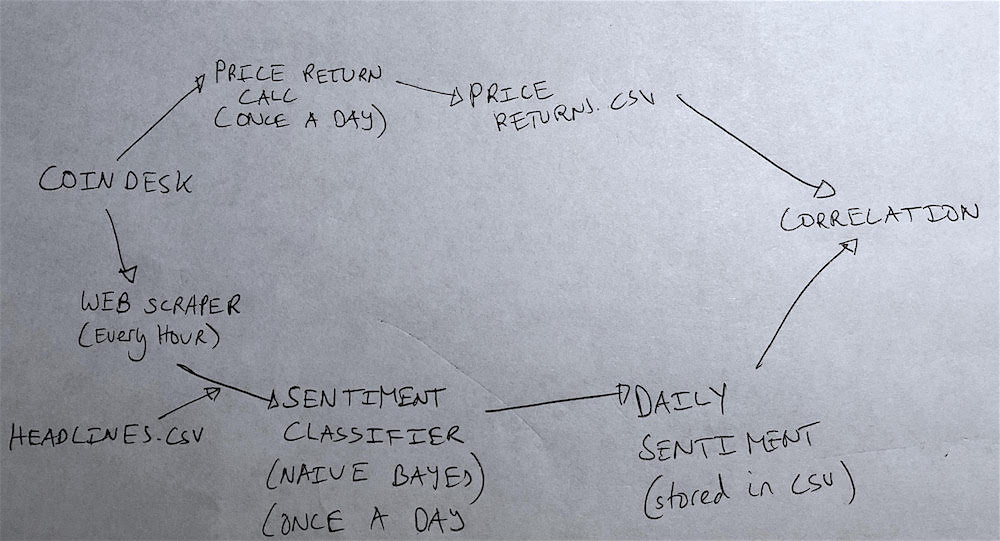 PRICE RETURN
CALC
(ONCE A DAY)
PRICE
RETURNS.CSV
COINDESK
CORRELATION
WEB SCRAPER
(Every HOUR)
HEADLINES.CSV
SENTIMENT
CLASSIFIER
(NAIVE BAYES)
(ONCE A DAY
DAILY
SENTIMENT
(stored in CSV)